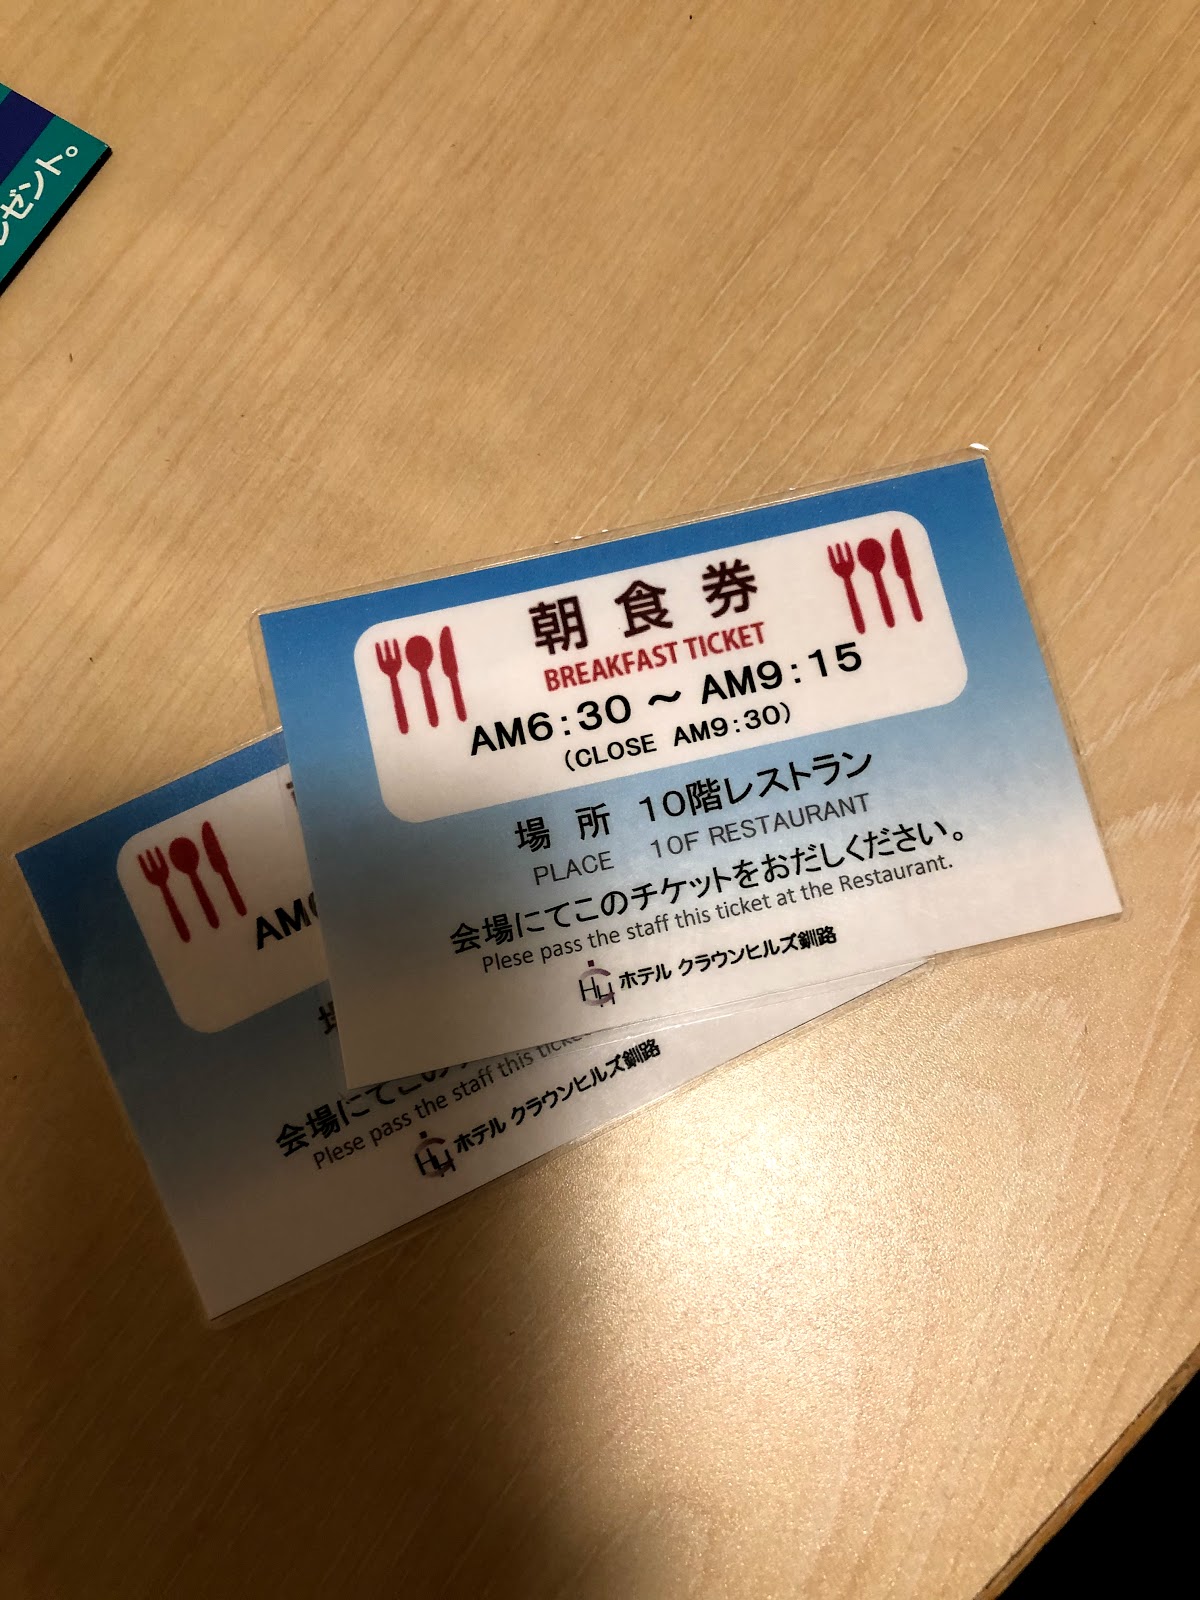 ゼント。
朝食券
BREAKFAST TICKET
AM6:30 ～ AM9:15
(CLOSE AM9:30)
場 所 10階レストラン
PLACE 10F RESTAURANT
会場にてこのチケットをおだしください。
Plese pass the staff this ticket at the Restaurant.
ホテル クラウンヒルズ釧路
AM
会場にてこの
Plese pass the staff this ticke
ホテル クラウンヒルズ釧路